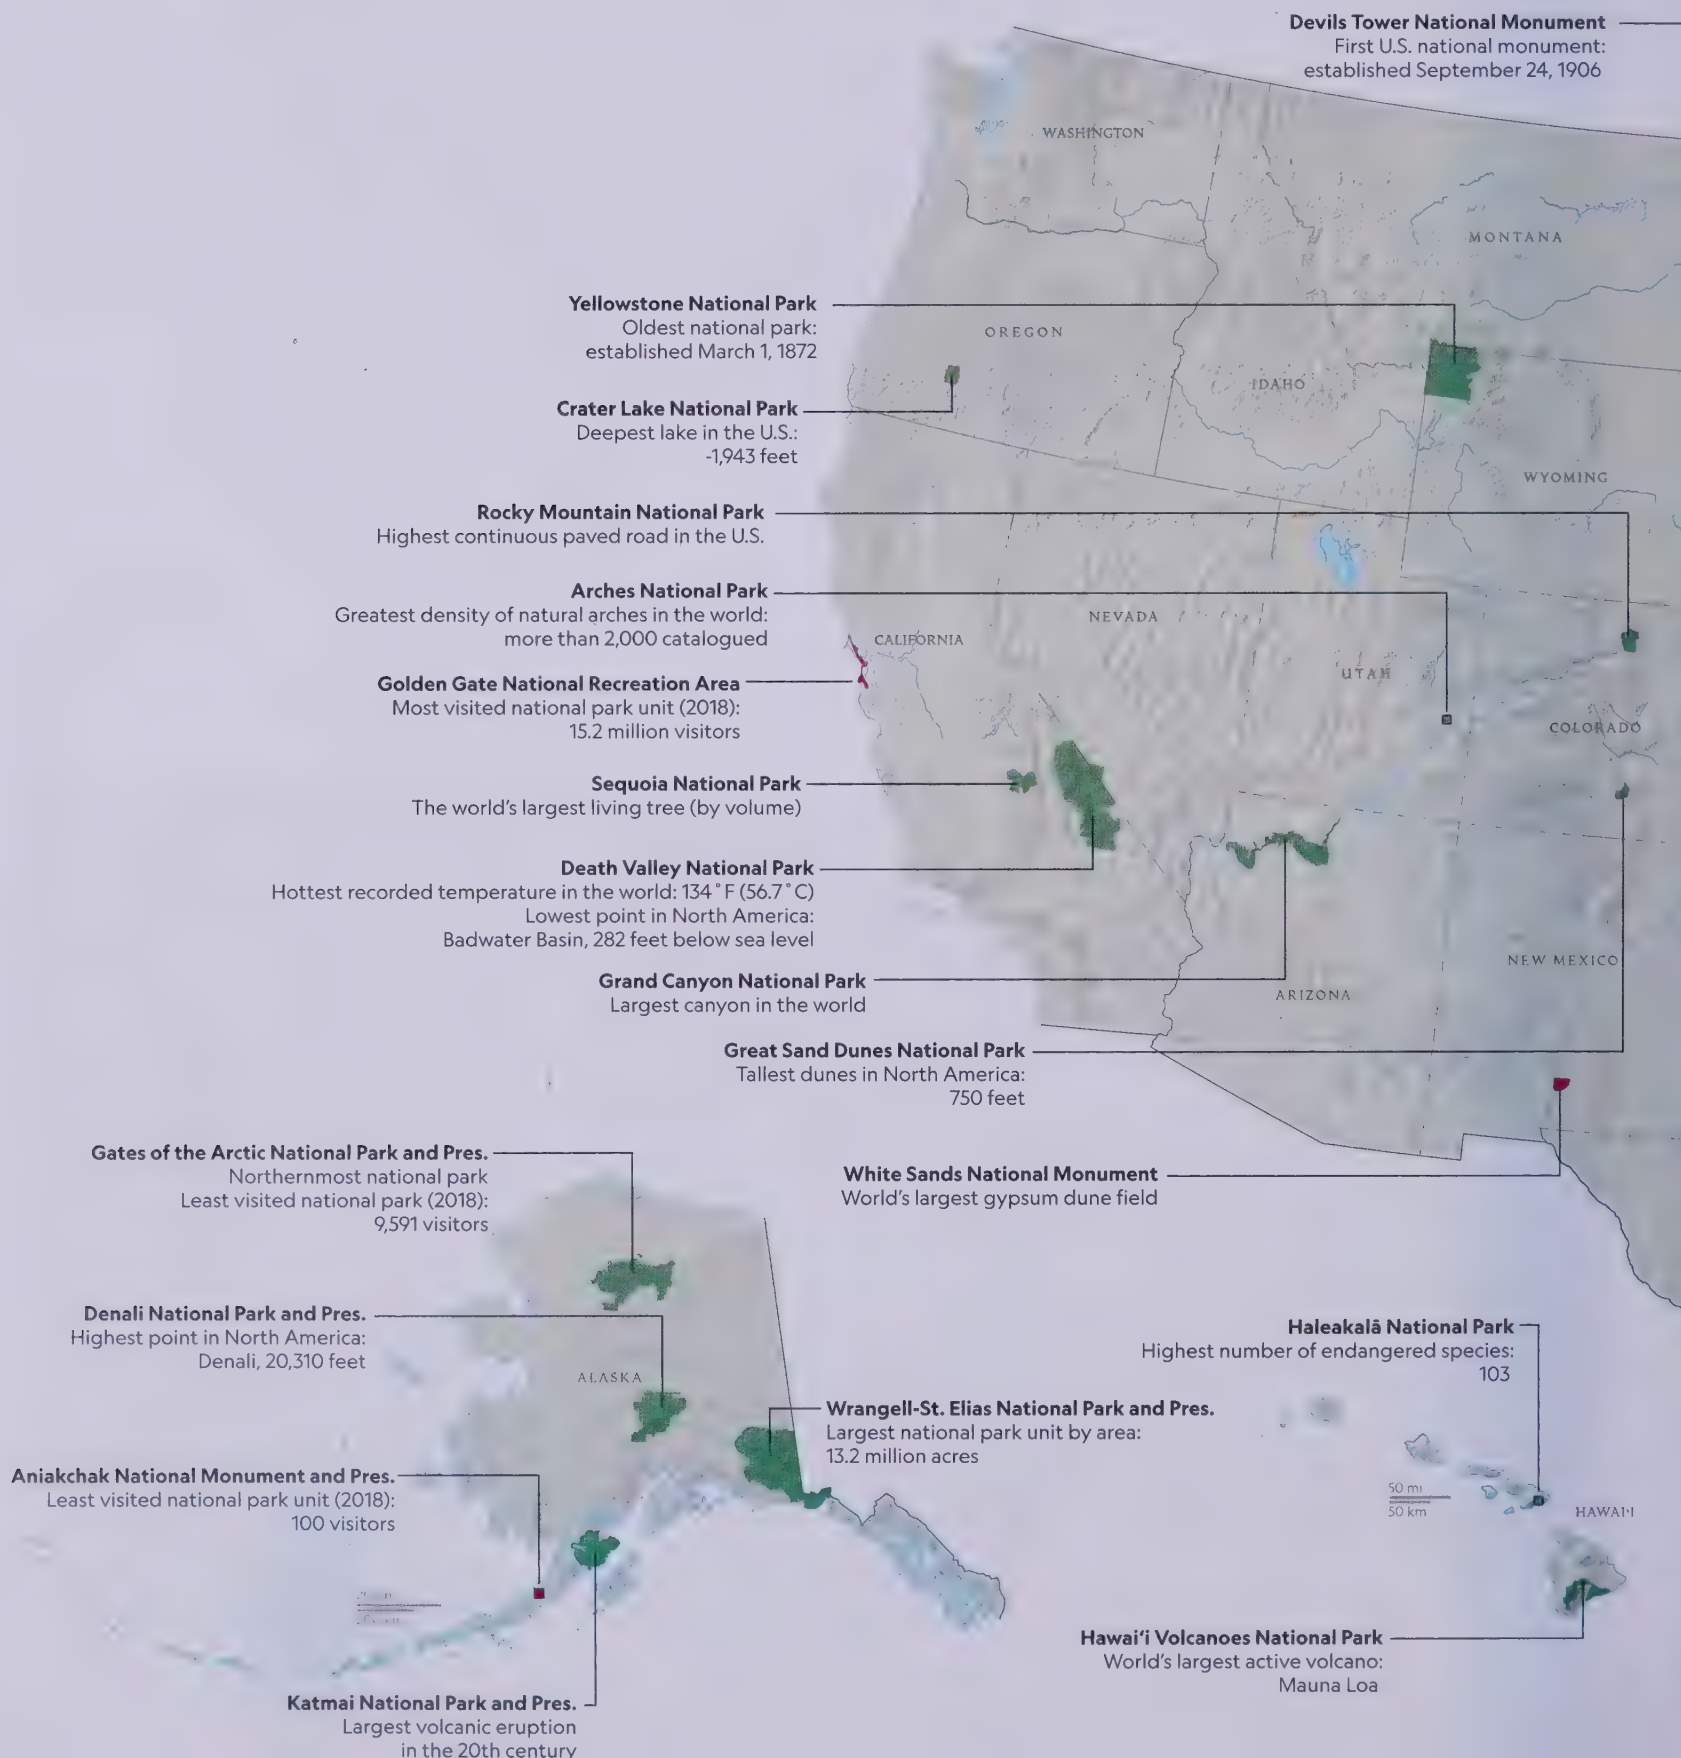 Devils Tower National Monument
First U.S. national monument:
established September 24, 1906
WASHINGTON
MONTANA
Yellowstone National Park
Oldest national park:
established March 1, 1872
OREGON
IDAHO
Crater Lake National Park
Deepest lake in the U.S.:
-1,943 feet
WYOMING
Rocky Mountain National Park
Highest continuous paved road in the U.S.
Arches National Park
Greatest density of natural arches in the world:
more than 2,000 catalogued
NEVADA
CALIFORNIA
UTAH
Golden Gate National Recreation Area
Most visited national park unit (2018):
15.2 million visitors
COLORADO
Sequoia National Park
The world's largest living tree (by volume)
Death Valley National Park
Hottest recorded temperature in the world: 134°F (56.7°C)
Lowest point in North America:
Badwater Basin, 282 feet below sea level
NEW MEXICO
Grand Canyon National Park
Largest canyon in the world
ARIZONA
Great Sand Dunes National Park
Tallest dunes in North America:
750 feet
Gates of the Arctic National Park and Pres.
Northernmost national park
Least visited national park (2018):
9,591 visitors
White Sands National Monument
World's largest gypsum dune field
Denali National Park and Pres.
Highest point in North America:
Denali, 20,310 feet
ALASKA
Haleakalā National Park
Highest number of endangered species:
103
Wrangell-St. Elias National Park and Pres.
Largest national park unit by area:
13.2 million acres
Aniakchak National Monument and Pres.
Least visited national park unit (2018):
100 visitors
50 mi
50 km
HAWAI‘I
Hawai‘i Volcanoes National Park
World's largest active volcano:
Mauna Loa
Katmai National Park and Pres.
Largest volcanic eruption
in the 20th century